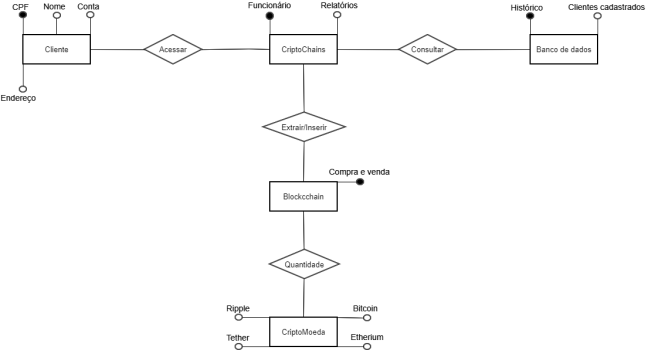 CPF
Nome
Conta
Funcionário
Relatórios
Histórico
Clientes cadastrados
Cliente
Acessar
CriptoChains
Consultar
Banco de dados
Endereço
Extrair/Inserir
Compra e venda
Blockcchain
Quantidade
Ripple
Bitcoin
CriptoMoeda
Tether
Etherium